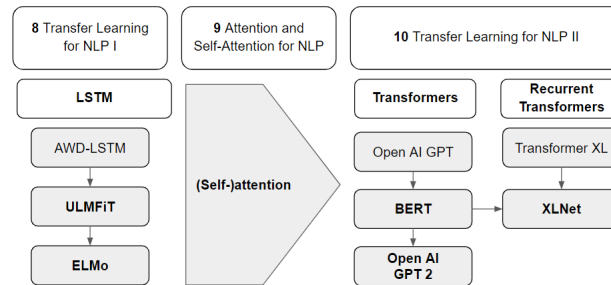 8 Transfer Learning
for NLP I
9 Attention and
Self-Attention for NLP
10 Transfer Learning for NLP II
LSTM
Transformers
Recurrent
Transformers
AWD-LSTM
Open AI GPT
Transformer XL
(Self-)attention
ULMFiT
BERT
XLNet
ELMo
Open AI
GPT 2